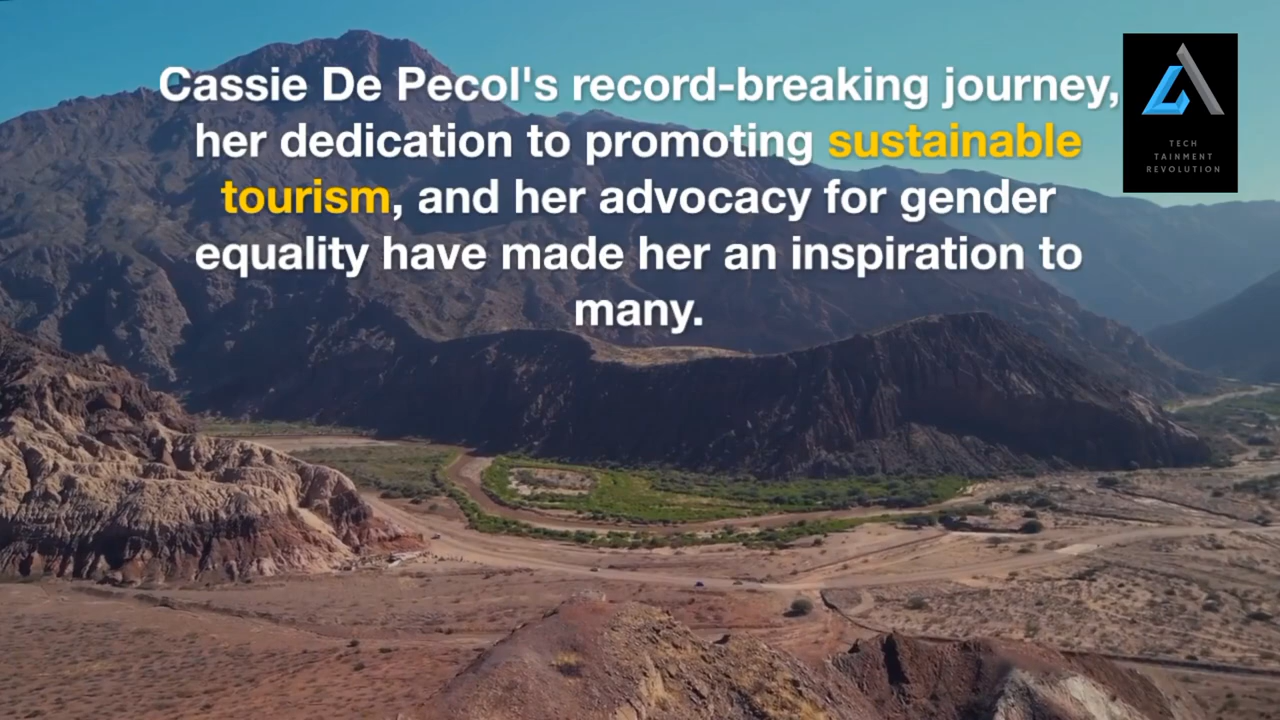 Cassie De Pecol's record-breaking journey,
her dedication to promoting sustainable
tourism, and her advocacy for gender
equality have made her an inspiration to
many.
TECH
TAINMENT
REVOLUTION